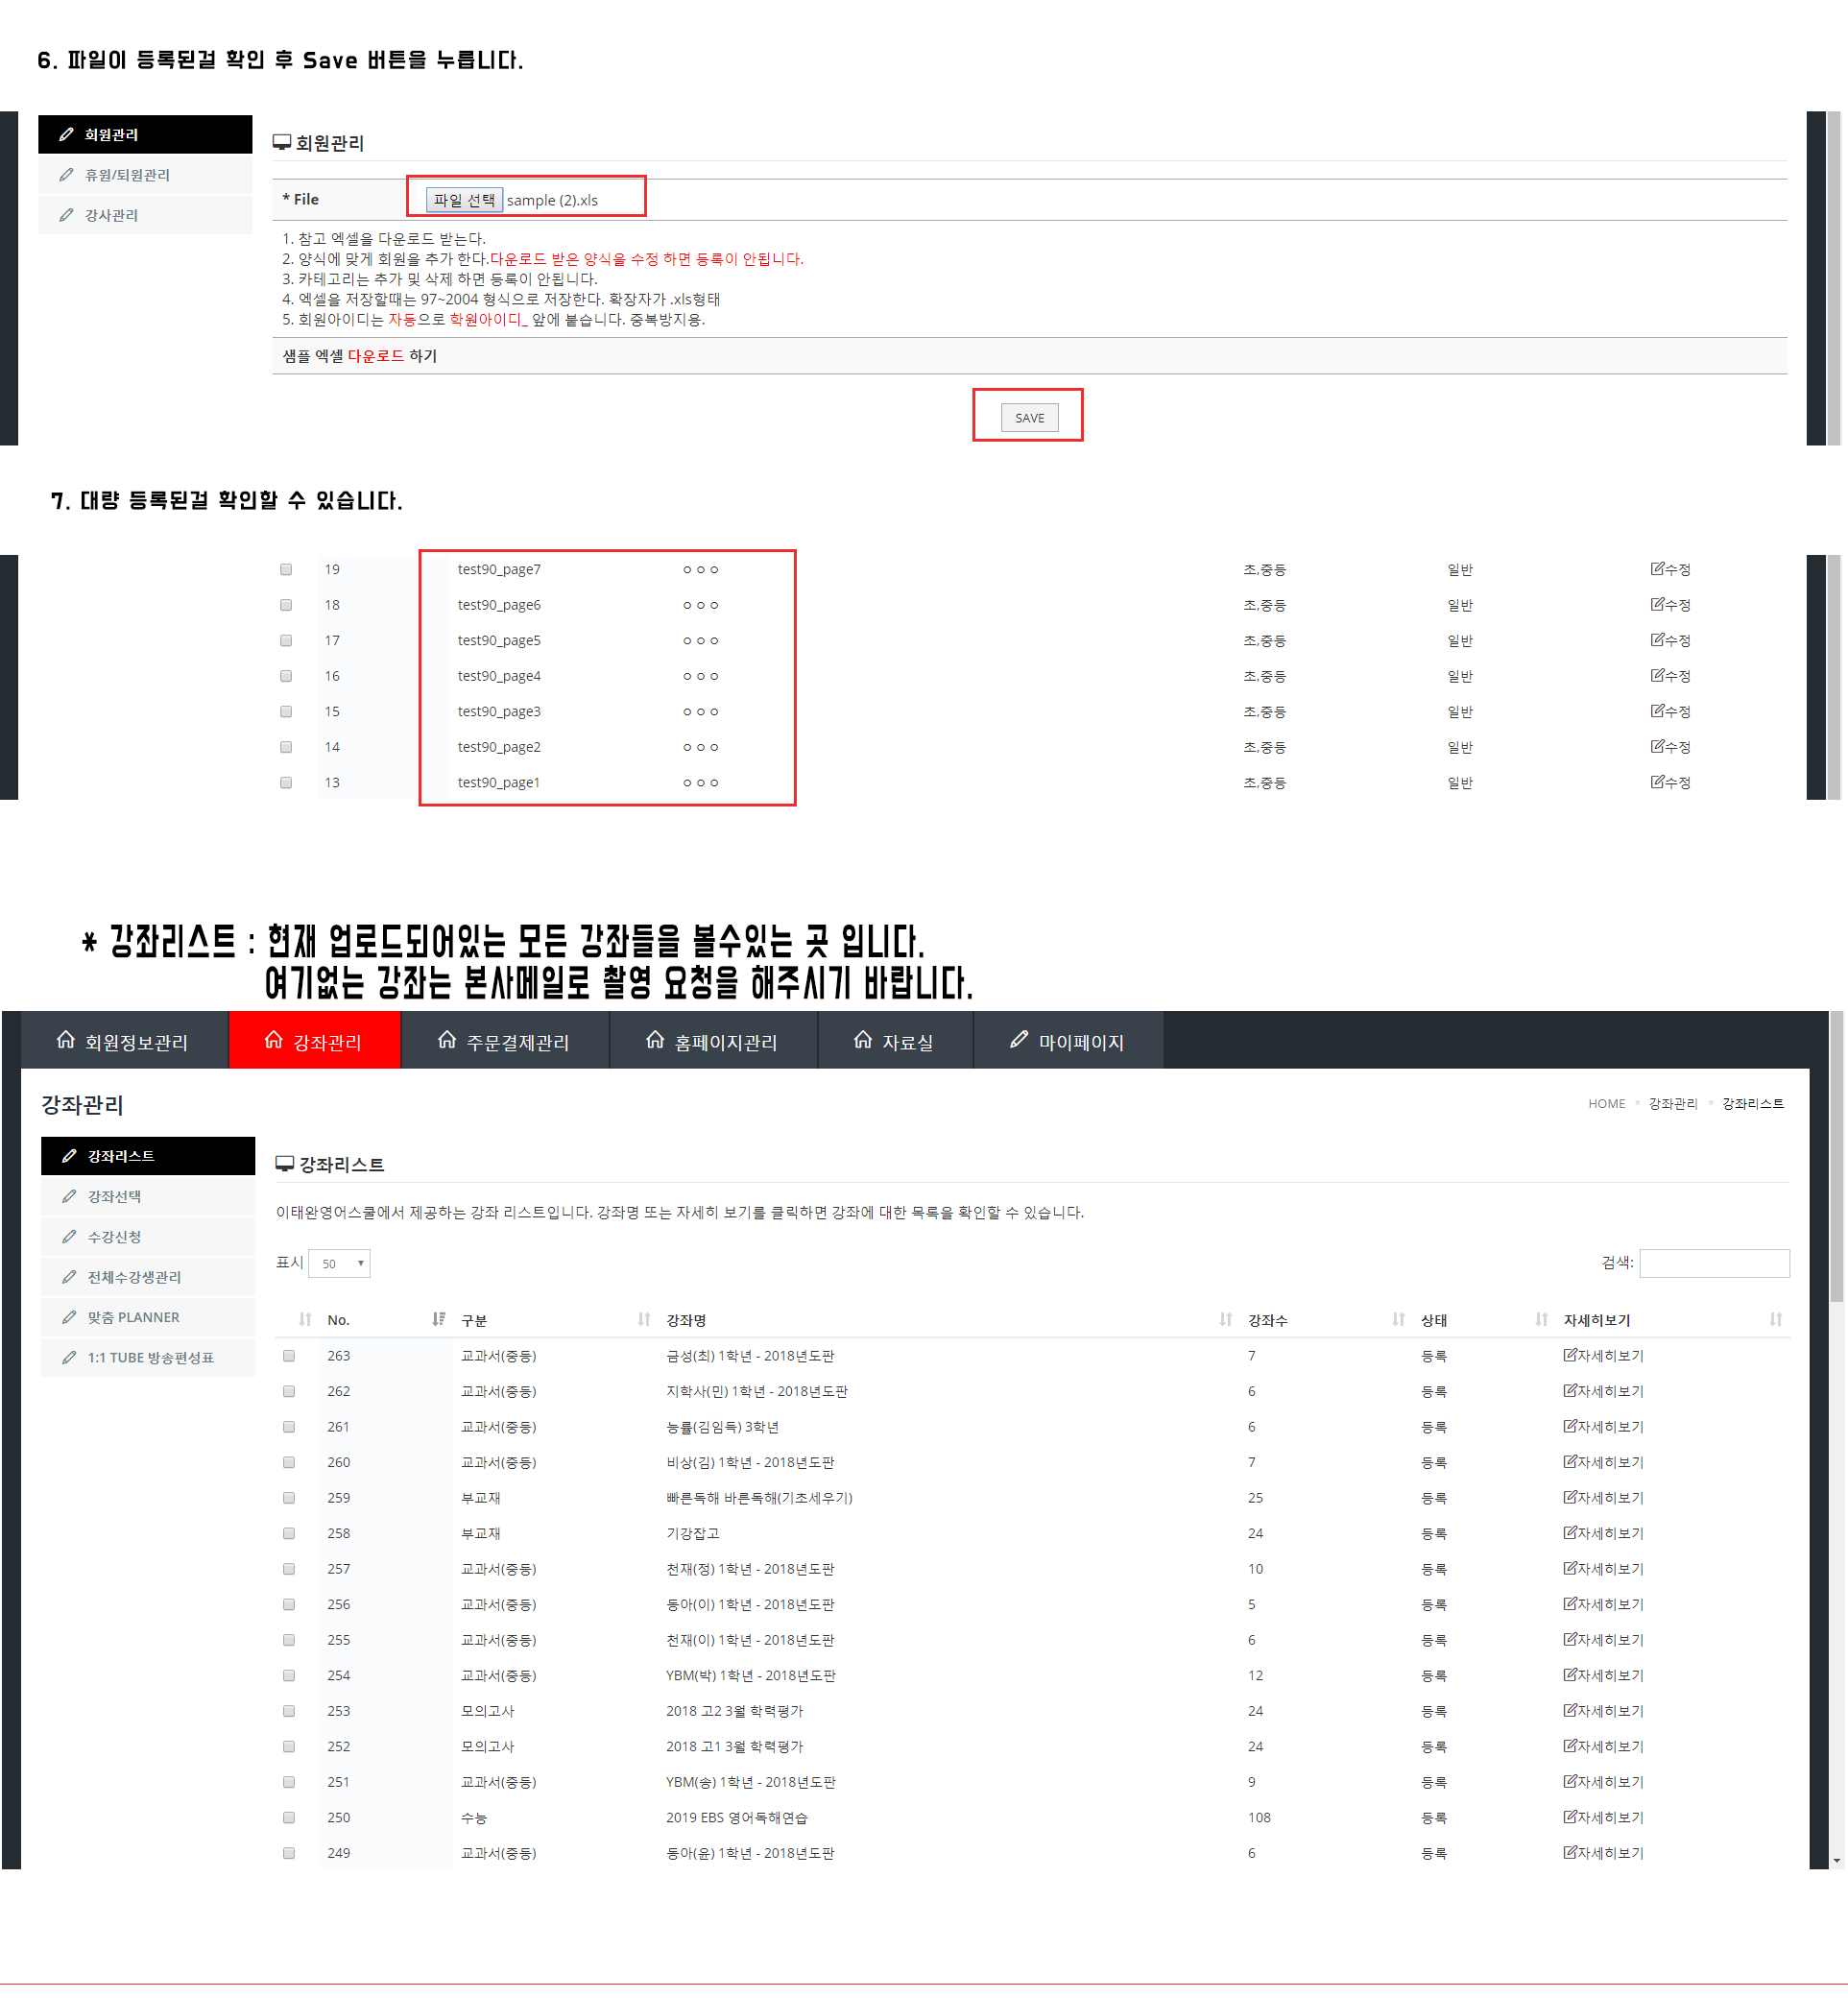 6. 파일이 등록된걸 확인 후 Save 버튼을 누릅니다.
회원관리
휴원/퇴원관리
강사관리
회원관리
* File 파일 선택 sample (2).xls
1. 참고 엑셀을 다운로드 받는다.
2. 양식에 맞게 회원을 추가 한다.다운로드 받은 양식을 수정 하면 등록이 안됩니다.
3. 카테고리는 추가 및 삭제 하면 등록이 안됩니다.
4. 엑셀을 저장할때는 97~2004 형식으로 저장한다. 확장자가 .xls형태
5. 회원아이디는 자동으로 학원아이디_ 앞에 붙습니다. 중복방지용.
샘플 엑셀 다운로드 하기
SAVE
7. 대량 등록된걸 확인할 수 있습니다.
19 test90_page7 ㅇㅇㅇ 초,중등 일반 수정
18 test90_page6 ㅇㅇㅇ 초,중등 일반 수정
17 test90_page5 ㅇㅇㅇ 초,중등 일반 수정
16 test90_page4 ㅇㅇㅇ 초,중등 일반 수정
15 test90_page3 ㅇㅇㅇ 초,중등 일반 수정
14 test90_page2 ㅇㅇㅇ 초,중등 일반 수정
13 test90_page1 ㅇㅇㅇ 초,중등 일반 수정
* 강좌리스트 : 현재 업로드되어있는 모든 강좌들을 볼수있는 곳 입니다.
여기없는 강좌는 본사메일로 촬영 요청을 해주시기 바랍니다.
회원정보관리 강좌관리 주문결제관리 홈페이지관리 자료실 마이페이지
강좌관리
HOME 강좌관리 강좌리스트
강좌리스트
강좌선택
수강신청
전체수강생관리
맞춤 PLANNER
1:1 TUBE 방송편성표
강좌리스트
이태완영어스쿨에서 제공하는 강좌 리스트입니다. 강좌명 또는 자세히 보기를 클릭하면 강좌에 대한 목록을 확인할 수 있습니다.
표시 50 검색:
No. 구분 강좌명 강좌수 상태 자세히보기
263 교과서(중등) 금성(최) 1학년 - 2018년도판 7 등록 자세히보기
262 교과서(중등) 지학사(민) 1학년 - 2018년도판 6 등록 자세히보기
261 교과서(중등) 능률(김임득) 3학년 6 등록 자세히보기
260 교과서(중등) 비상(김) 1학년 - 2018년도판 7 등록 자세히보기
259 부교재 빠른독해 바른독해(기초세우기) 25 등록 자세히보기
258 부교재 기강잡고 24 등록 자세히보기
257 교과서(중등) 천재(정) 1학년 - 2018년도판 10 등록 자세히보기
256 교과서(중등) 동아(이) 1학년 - 2018년도판 5 등록 자세히보기
255 교과서(중등) 천재(이) 1학년 - 2018년도판 6 등록 자세히보기
254 교과서(중등) YBM(박) 1학년 - 2018년도판 12 등록 자세히보기
253 모의고사 2018 고2 3월 학력평가 24 등록 자세히보기
252 모의고사 2018 고1 3월 학력평가 24 등록 자세히보기
251 교과서(중등) YBM(송) 1학년 - 2018년도판 9 등록 자세히보기
250 수능 2019 EBS 영어독해연습 108 등록 자세히보기
249 교과서(중등) 동아(윤) 1학년 - 2018년도판 6 등록 자세히보기